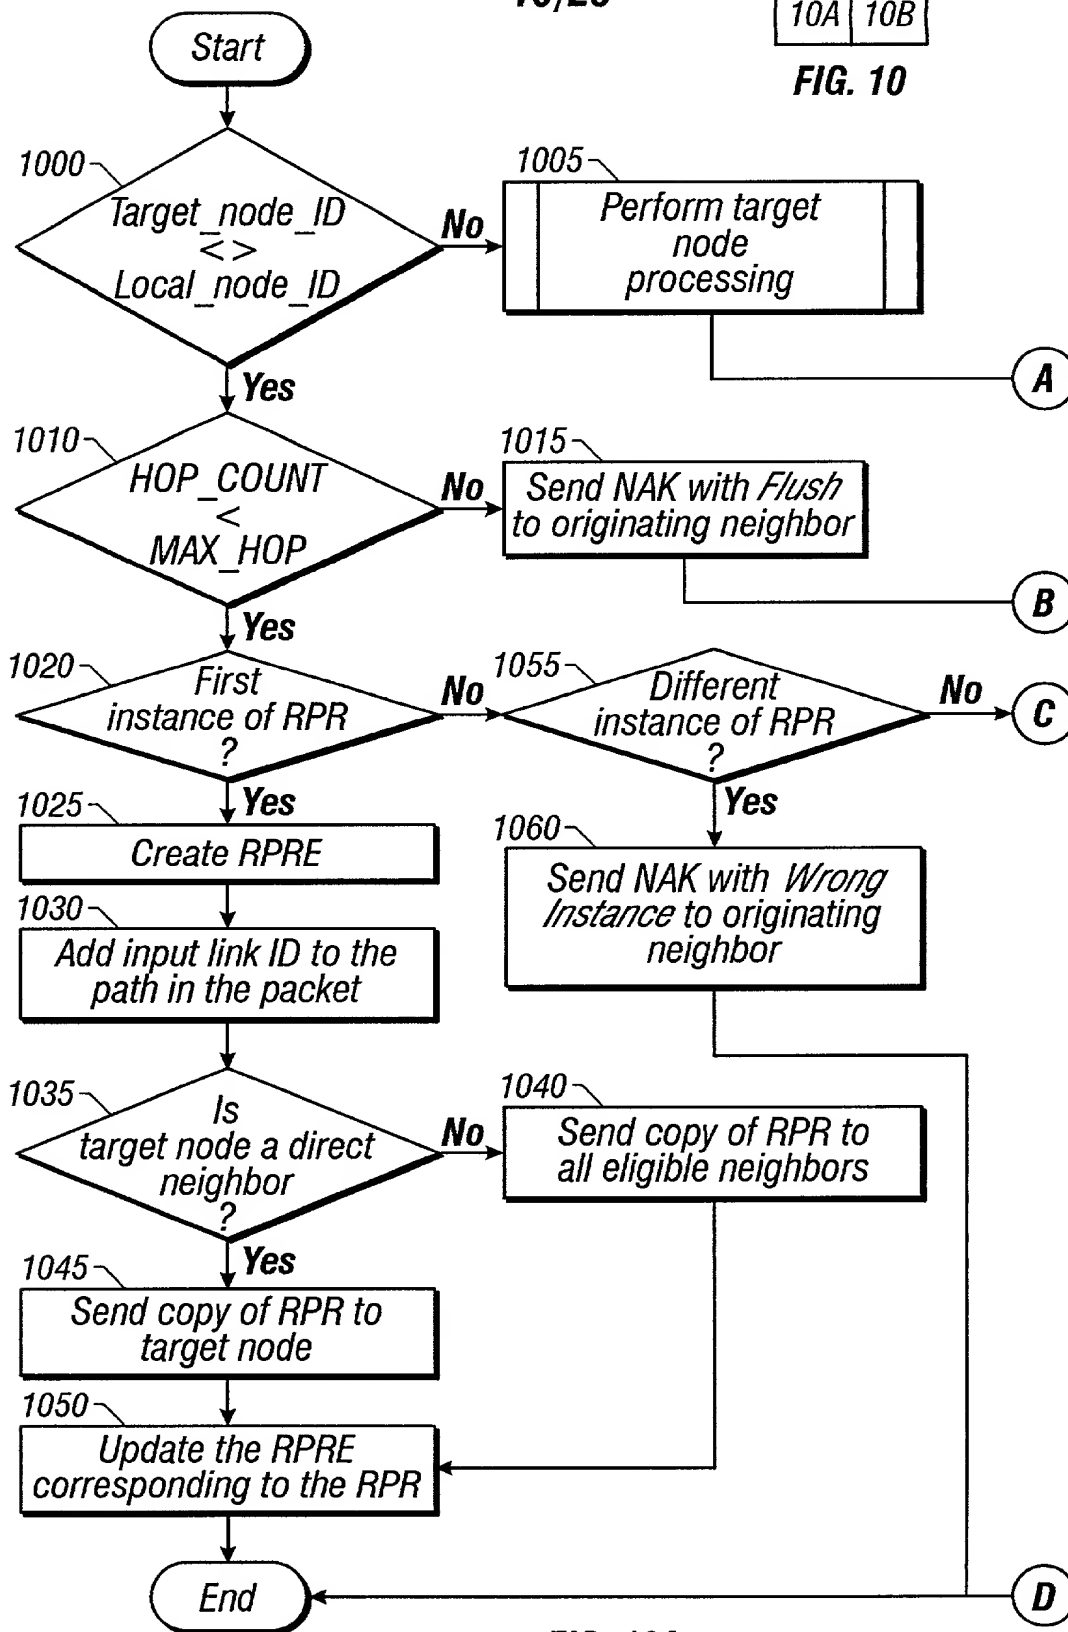 10A 10B
FIG. 10
Start
1000
Target_node_ID
<>
Local_node_ID
No
1005
Perform target
node
processing
A
Yes
1010
HOP_COUNT
<
MAX_HOP
No
1015
Send NAK with Flush
to originating neighbor
B
Yes
1020
First
instance of RPR
?
No
1055
Different
instance of RPR
?
No
C
Yes
1025
Create RPRE
Yes
1060
Send NAK with Wrong
Instance to originating
neighbor
1030
Add input link ID to the
path in the packet
1035
Is
target node a direct
neighbor
?
No
1040
Send copy of RPR to
all eligible neighbors
Yes
1045
Send copy of RPR to
target node
1050
Update the RPRE
corresponding to the RPR
End
D